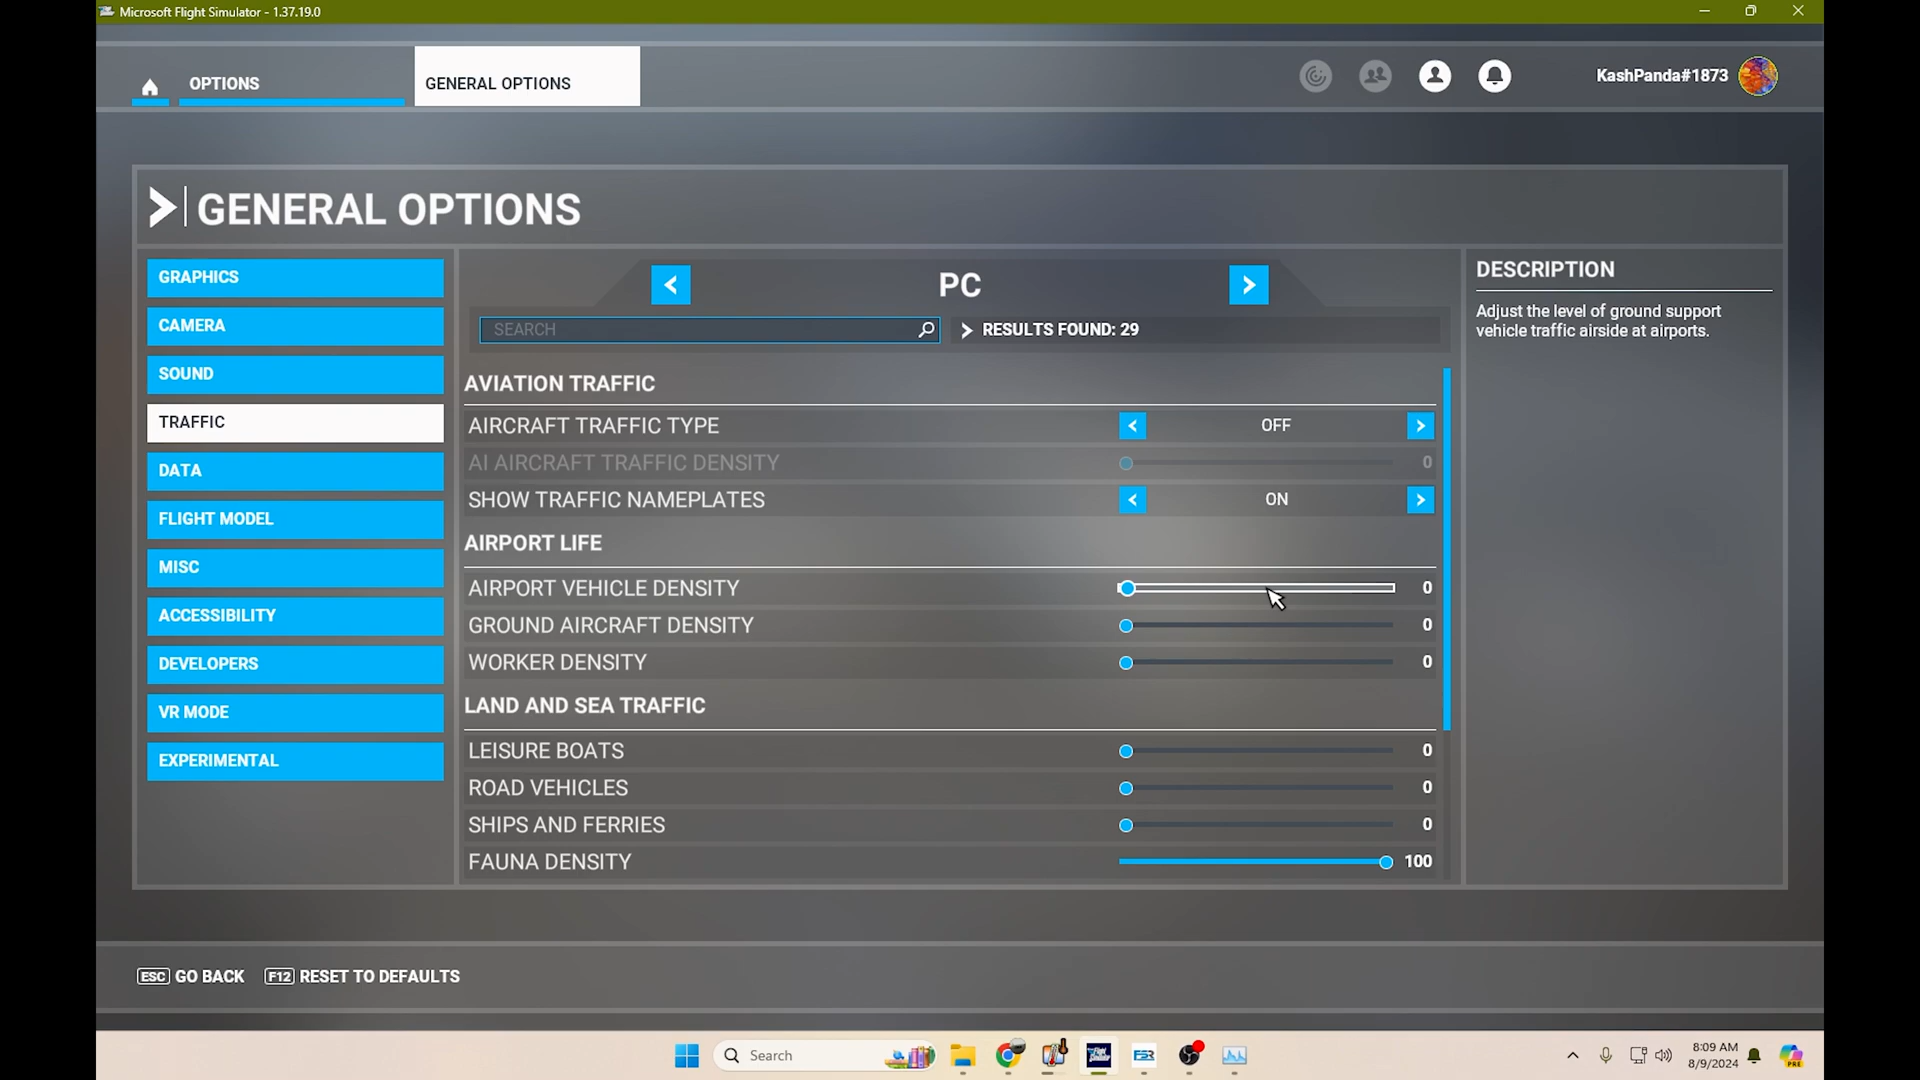 Microsoft Flight Simulator - 1.37.19.0
OPTIONS
GENERAL OPTIONS
KashPanda#1873
GENERAL OPTIONS
GRAPHICS
CAMERA
SOUND
TRAFFIC
DATA
FLIGHT MODEL
MISC
ACCESSIBILITY
DEVELOPERS
VR MODE
EXPERIMENTAL
PC
SEARCH
RESULTS FOUND: 29
AVIATION TRAFFIC
AIRCRAFT TRAFFIC TYPE OFF
AI AIRCRAFT TRAFFIC DENSITY 0
SHOW TRAFFIC NAMEPLATES ON
AIRPORT LIFE
AIRPORT VEHICLE DENSITY 0
GROUND AIRCRAFT DENSITY 0
WORKER DENSITY 0
LAND AND SEA TRAFFIC
LEISURE BOATS 0
ROAD VEHICLES 0
SHIPS AND FERRIES 0
FAUNA DENSITY 100
DESCRIPTION
Adjust the level of ground support
vehicle traffic airside at airports.
ESC GO BACK F12 RESET TO DEFAULTS
Search
FSR
8:09 AM
8/9/2024
PRE